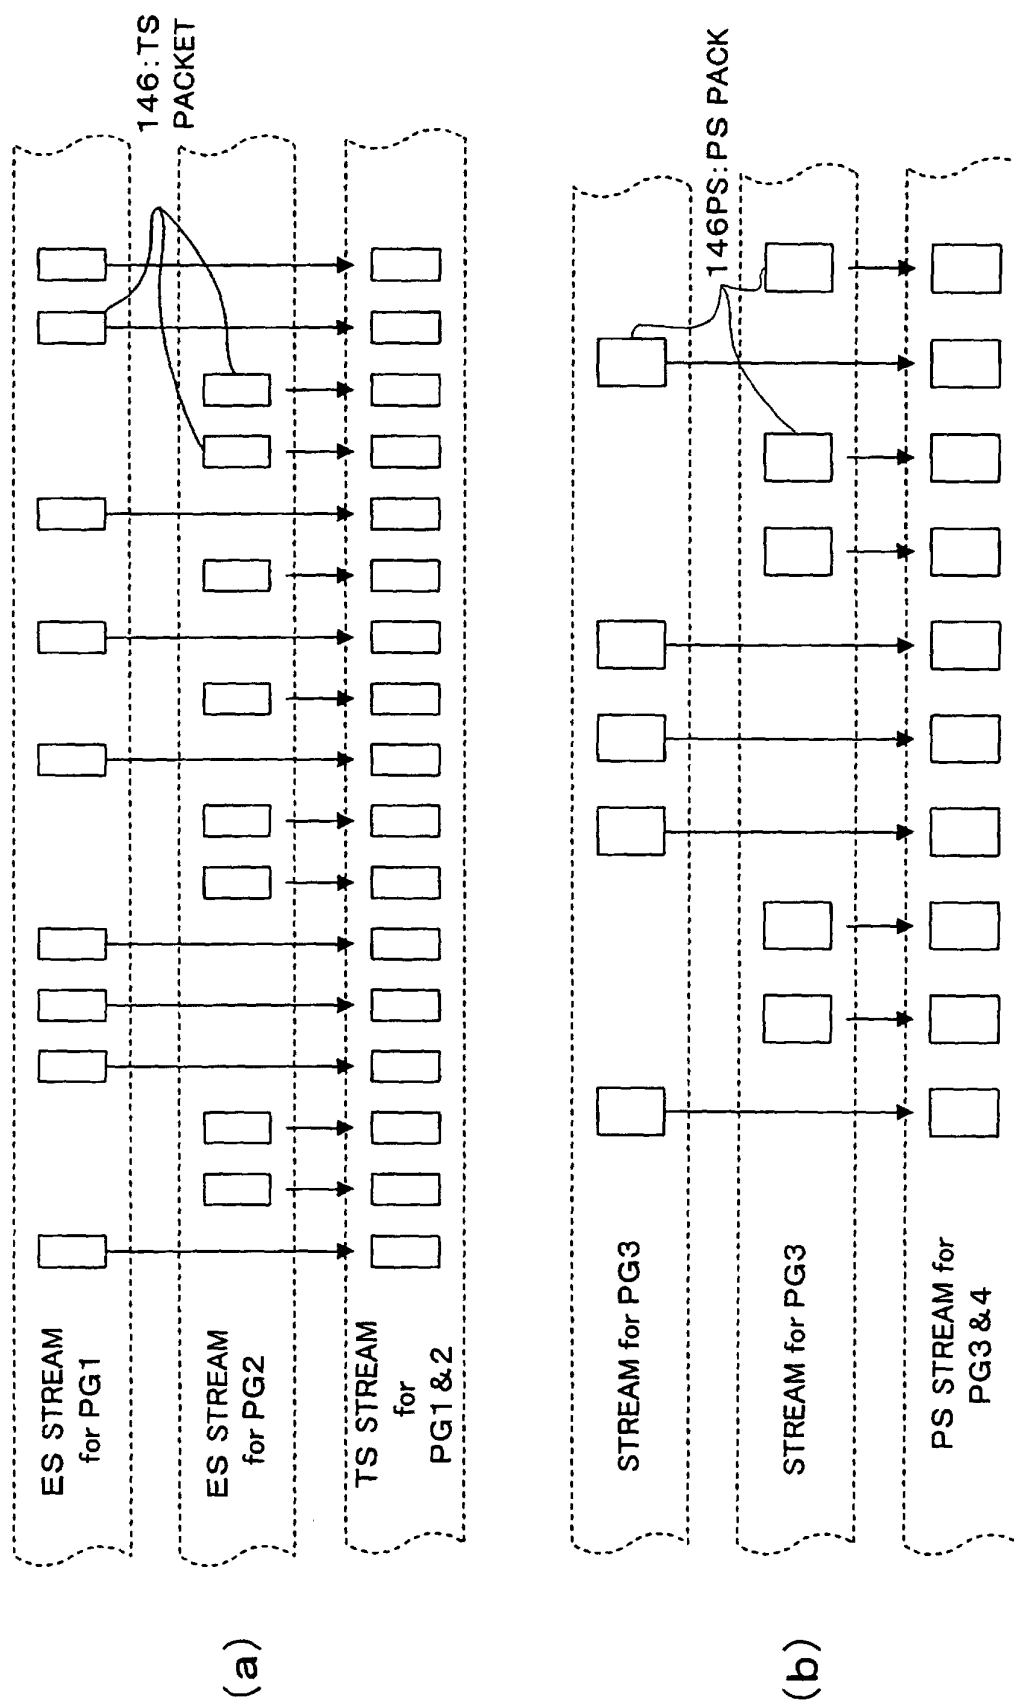 (a)
ES STREAM
for PG1
ES STREAM
for PG2
TS STREAM
for
PG1&2
146:TS
PACKET
(b)
STREAM for PG3
STREAM for PG3
PS STREAM for
PG3&4
146PS:PS PACK